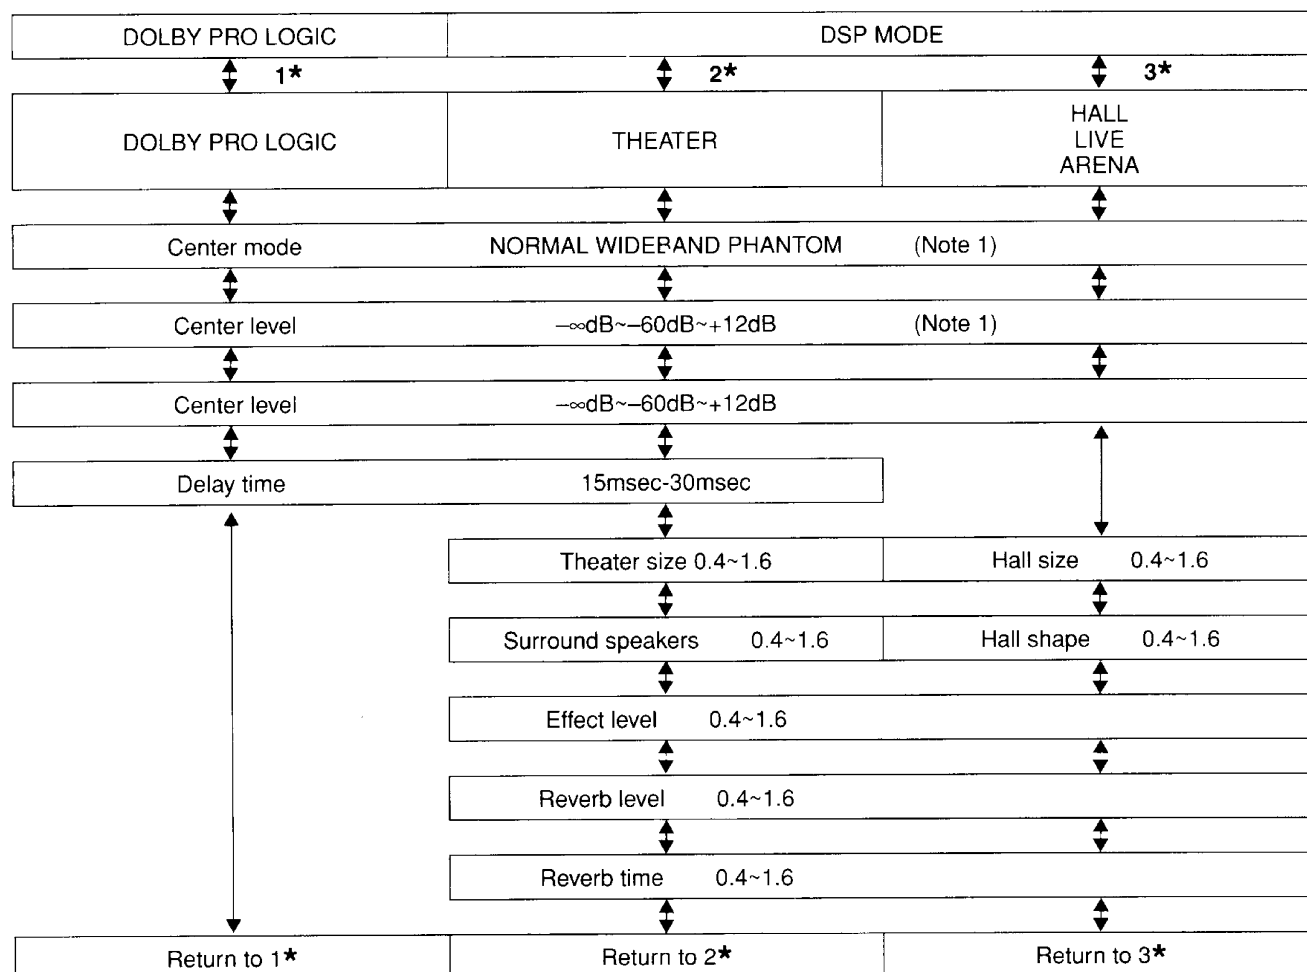 DOLBY PRO LOGIC DSP MODE
1* 2* 3*
DOLBY PRO LOGIC THEATER HALL
LIVE
ARENA
Center mode NORMAL WIDEBAND PHANTOM (Note 1)
Center level −∞dB~−60dB~+12dB (Note 1)
Center level −∞dB~−60dB~+12dB
Delay time 15msec-30msec
Theater size 0.4~1.6 Hall size 0.4~1.6
Surround speakers 0.4~1.6 Hall shape 0.4~1.6
Effect level 0.4~1.6
Reverb level 0.4~1.6
Reverb time 0.4~1.6
Return to 1* Return to 2* Return to 3*